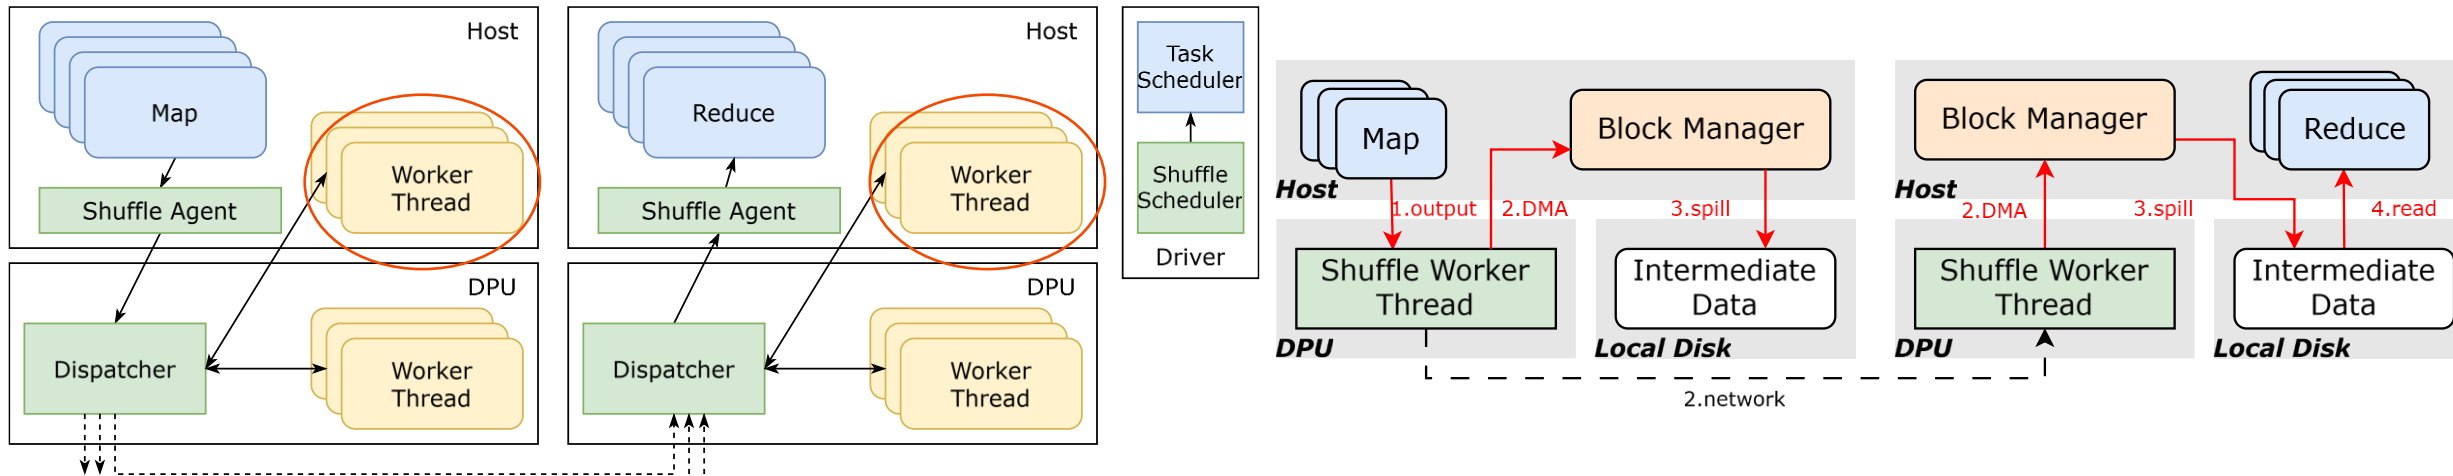 Host
Map
Worker
Thread
Shuffle Agent
DPU
Dispatcher
Worker
Thread
Host
Reduce
Worker
Thread
Shuffle Agent
DPU
Dispatcher
Worker
Thread
Task
Scheduler
Shuffle
Scheduler
Driver
Map
Block Manager
Host
1.output
2.DMA
3.spill
Shuffle Worker
Thread
Intermediate
Data
DPU
Local Disk
Block Manager
Reduce
Host
2.DMA
3.spill
4.read
Shuffle Worker
Thread
Intermediate
Data
DPU
Local Disk
2.network